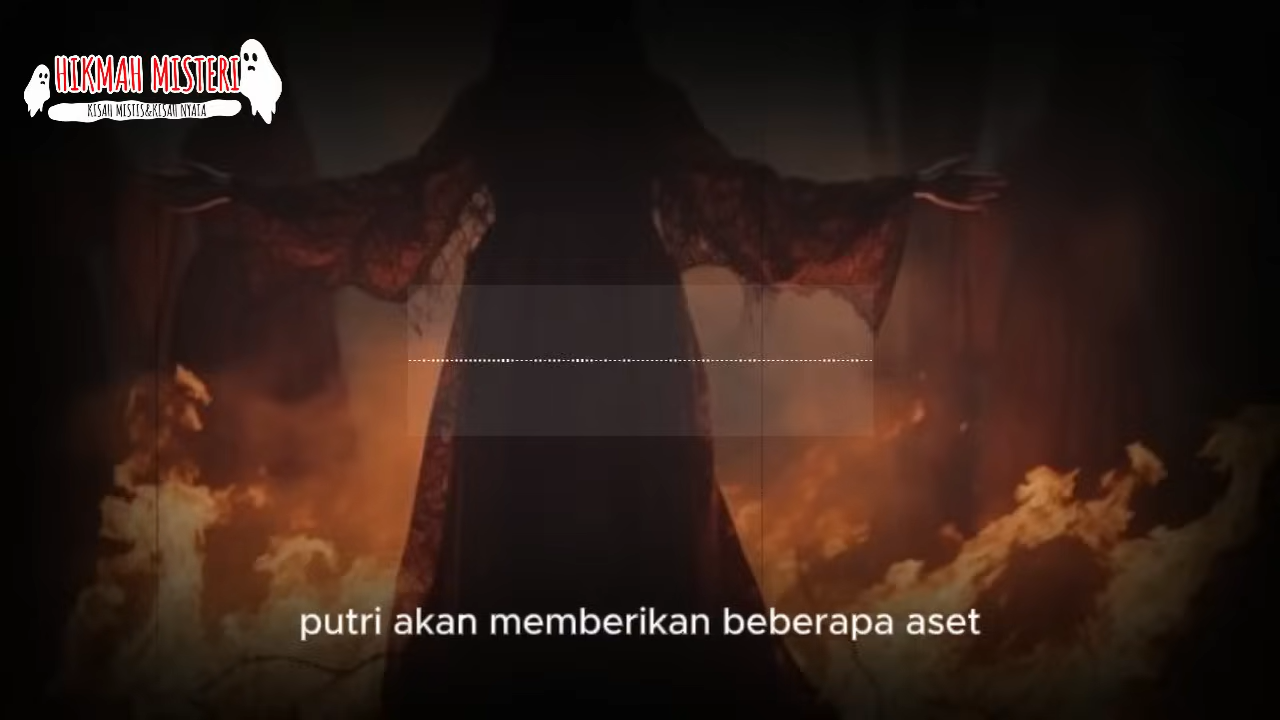 HIKMAH MISTERI
KISAH MISTIS&KISAH NYATA
putri akan memberikan beberapa aset